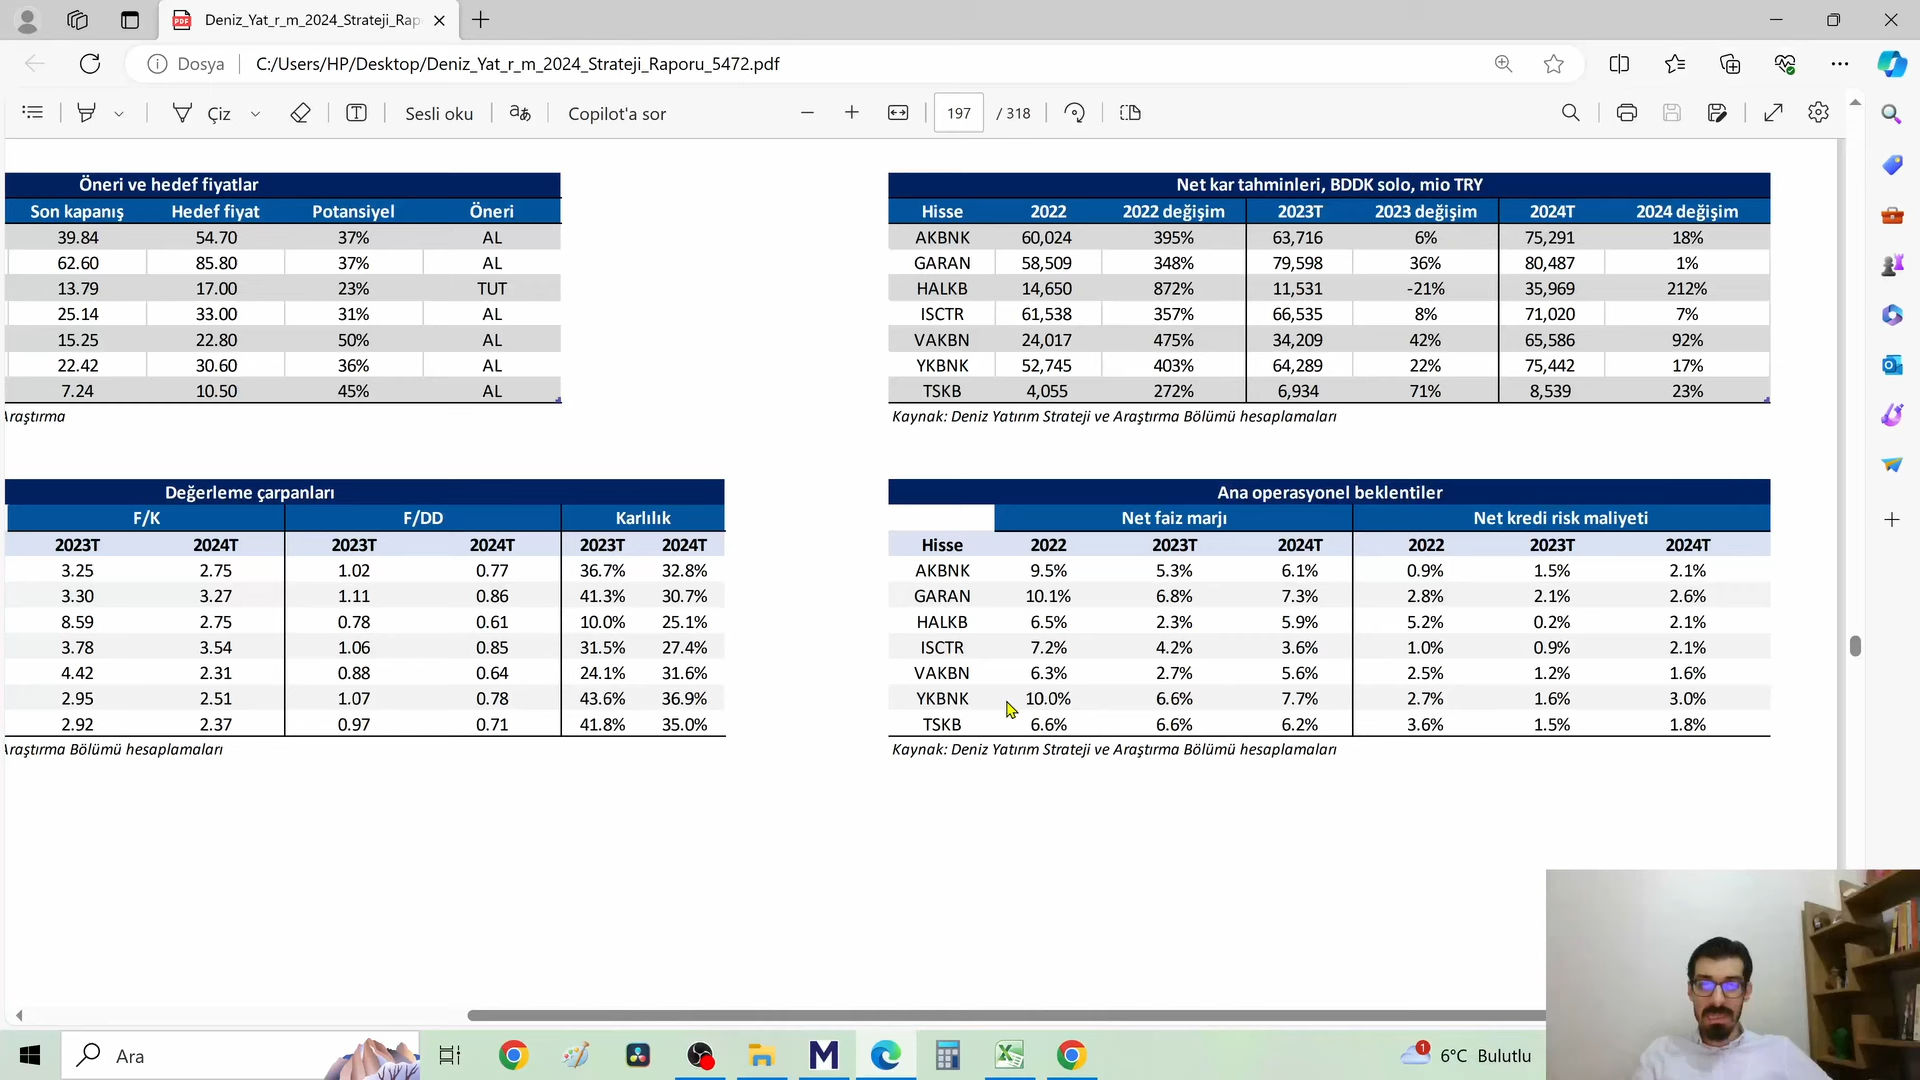 Deniz_Yat_r_m_2024_Strateji_Rap
Dosya
C:/Users/HP/Desktop/Deniz_Yat_r_m_2024_Strateji_Raporu_5472.pdf
Çiz
Sesli oku
Copilot'a sor
197 / 318
Öneri ve hedef fiyatlar
Son kapanış Hedef fiyat Potansiyel Öneri
39.84 54.70 37% AL
62.60 85.80 37% AL
13.79 17.00 23% TUT
25.14 33.00 31% AL
15.25 22.80 50% AL
22.42 30.60 36% AL
7.24 10.50 45% AL
Araştırma
Net kar tahminleri, BDDK solo, mio TRY
Hisse 2022 2022 değişim 2023T 2023 değişim 2024T 2024 değişim
AKBNK 60,024 395% 63,716 6% 75,291 18%
GARAN 58,509 348% 79,598 36% 80,487 1%
HALKB 14,650 872% 11,531 -21% 35,969 212%
ISCTR 61,538 357% 66,535 8% 71,020 7%
VAKBN 24,017 475% 34,209 42% 65,586 92%
YKBNK 52,745 403% 64,289 22% 75,442 17%
TSKB 4,055 272% 6,934 71% 8,539 23%
Kaynak: Deniz Yatırım Strateji ve Araştırma Bölümü hesaplamaları
Değerleme çarpanları
F/K F/DD Karlılık
2023T 2024T 2023T 2024T 2023T 2024T
3.25 2.75 1.02 0.77 36.7% 32.8%
3.30 3.27 1.11 0.86 41.3% 30.7%
8.59 2.75 0.78 0.61 10.0% 25.1%
3.78 3.54 1.06 0.85 31.5% 27.4%
4.42 2.31 0.88 0.64 24.1% 31.6%
2.95 2.51 1.07 0.78 43.6% 36.9%
2.92 2.37 0.97 0.71 41.8% 35.0%
Araştırma Bölümü hesaplamaları
Ana operasyonel beklentiler
Net faiz marjı Net kredi risk maliyeti
Hisse 2022 2023T 2024T 2022 2023T 2024T
AKBNK 9.5% 5.3% 6.1% 0.9% 1.5% 2.1%
GARAN 10.1% 6.8% 7.3% 2.8% 2.1% 2.6%
HALKB 6.5% 2.3% 5.9% 5.2% 0.2% 2.1%
ISCTR 7.2% 4.2% 3.6% 1.0% 0.9% 2.1%
VAKBN 6.3% 2.7% 5.6% 2.5% 1.2% 1.6%
YKBNK 10.0% 6.6% 7.7% 2.7% 1.6% 3.0%
TSKB 6.6% 6.6% 6.2% 3.6% 1.5% 1.8%
Kaynak: Deniz Yatırım Strateji ve Araştırma Bölümü hesaplamaları
Ara
1
6°C Bulutlu